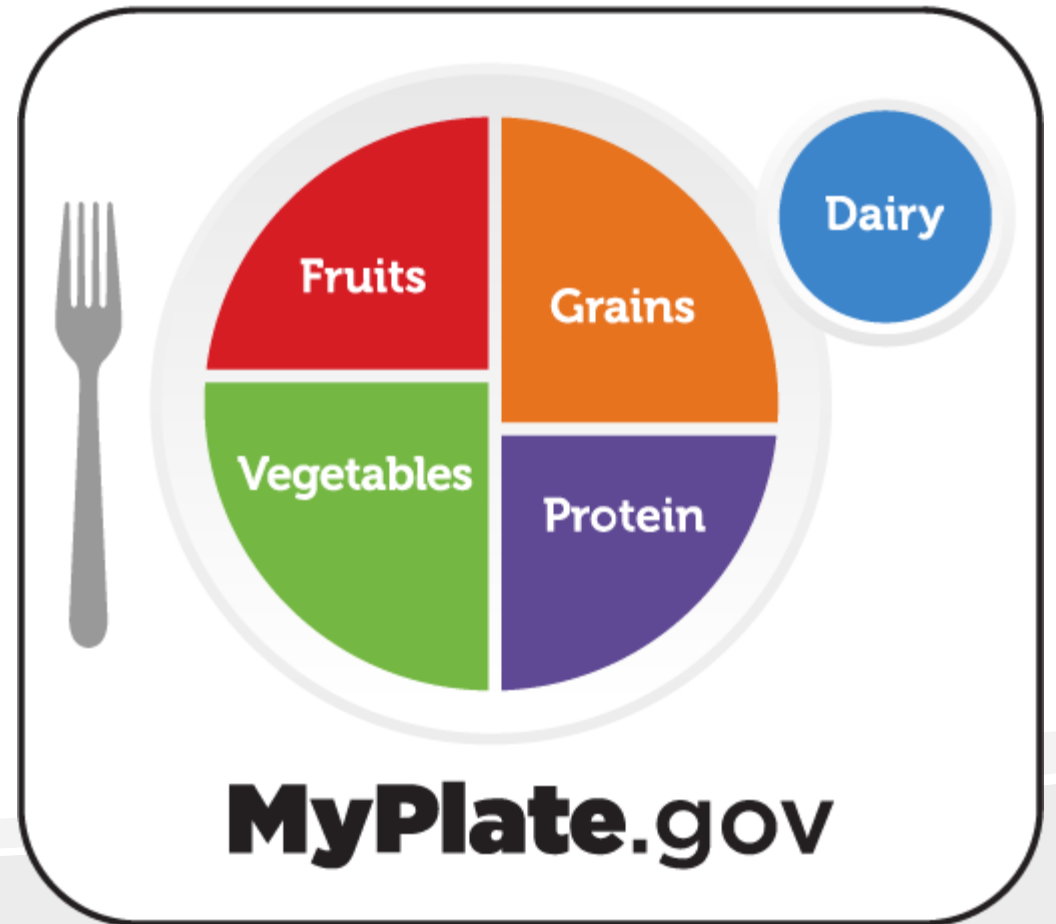 Fruits
Grains
Dairy
Vegetables
Protein
MyPlate.gov